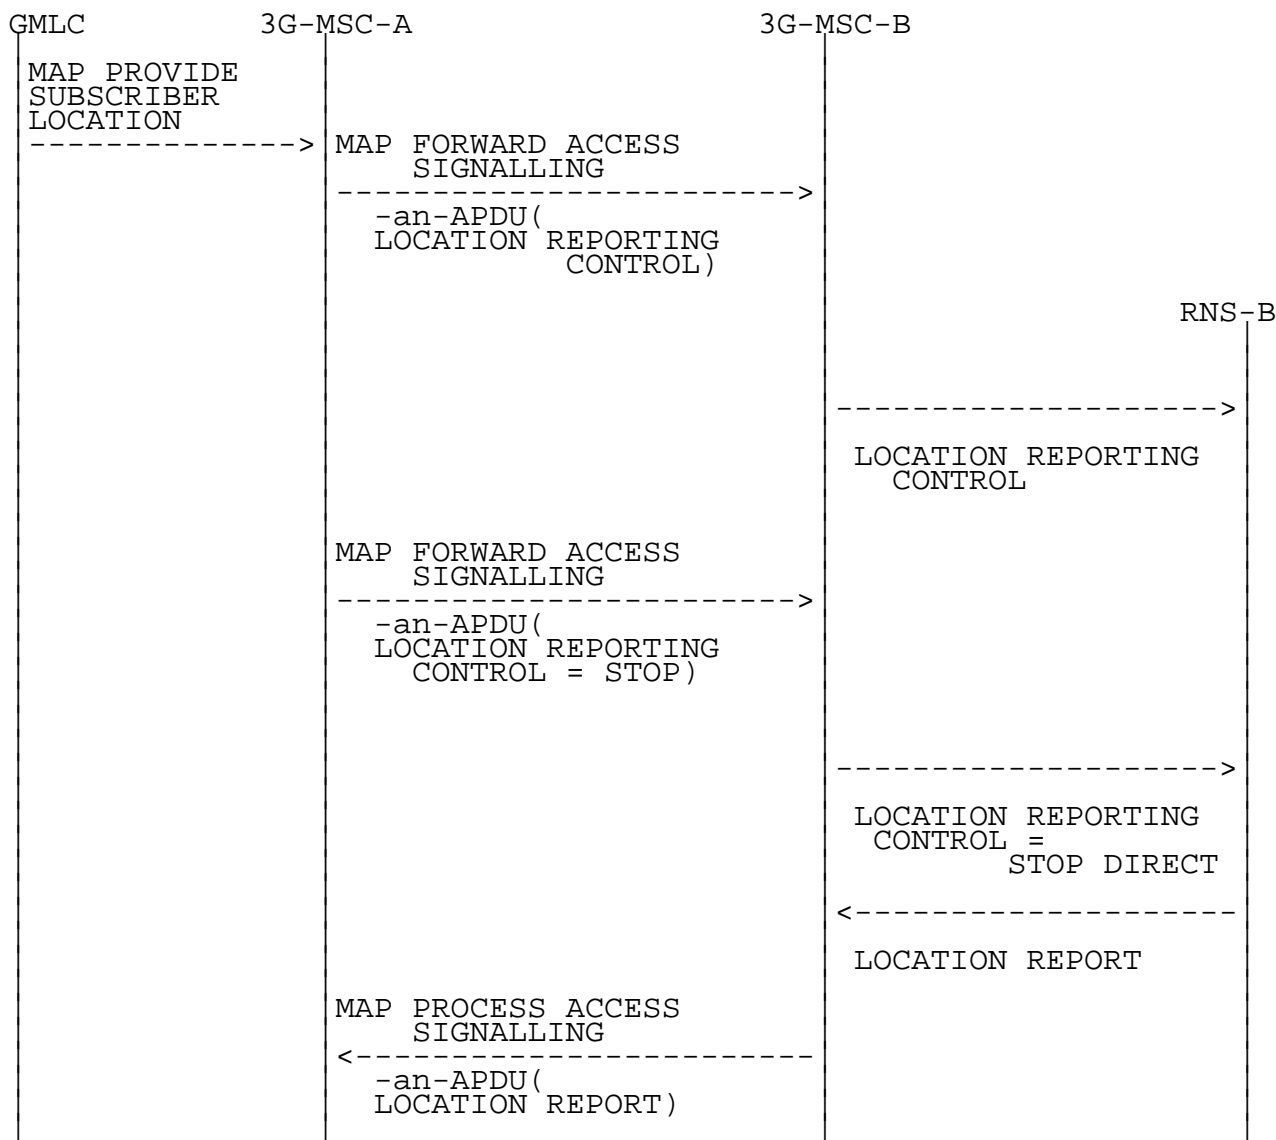 GMLC 3G-MSC-A 3G-MSC-B
MAP PROVIDE
SUBSCRIBER
LOCATION
--------------> MAP FORWARD ACCESS
SIGNALLING
------------------------>
-an-APDU(
LOCATION REPORTING
CONTROL)
RNS-B
-------------------->
LOCATION REPORTING
CONTROL
MAP FORWARD ACCESS
SIGNALLING
------------------------>
-an-APDU(
LOCATION REPORTING
CONTROL = STOP)
-------------------->
LOCATION REPORTING
CONTROL =
STOP DIRECT
<--------------------
LOCATION REPORT
MAP PROCESS ACCESS
SIGNALLING
<------------------------
-an-APDU(
LOCATION REPORT)